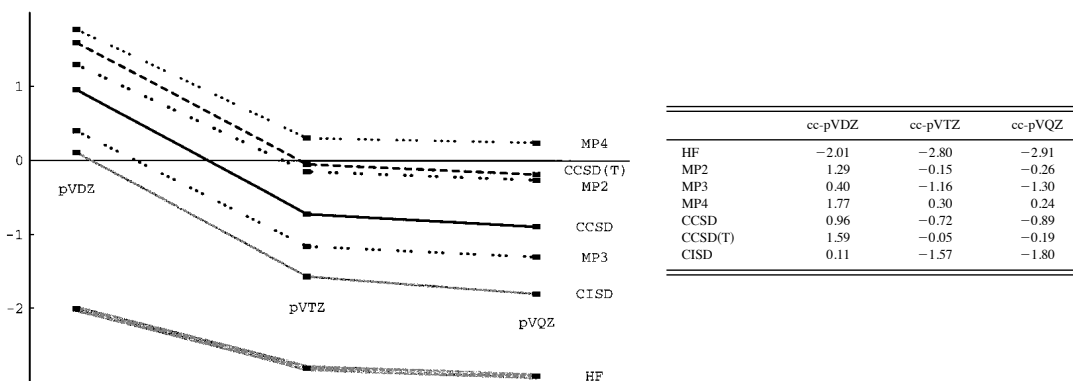 1
0
-1
-2
pVDZ
pVTZ
pVQZ
MP4
CCSD(T)
MP2
CCSD
MP3
CISD
HF
cc-pVDZ cc-pVTZ cc-pVQZ
HF −2.01 −2.80 −2.91
MP2 1.29 −0.15 −0.26
MP3 0.40 −1.16 −1.30
MP4 1.77 0.30 0.24
CCSD 0.96 −0.72 −0.89
CCSD(T) 1.59 −0.05 −0.19
CISD 0.11 −1.57 −1.80